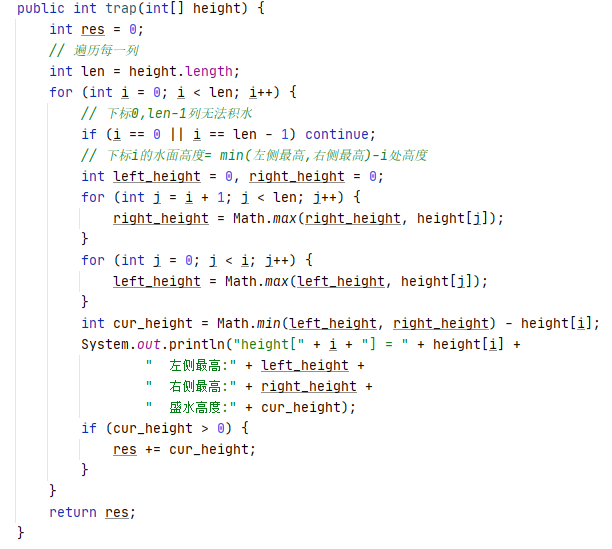 public int trap(int[] height) {
    int res = 0;
    // 遍历每一列
    int len = height.length;
    for (int i = 0; i < len; i++) {
        // 下标0,len-1列无法积水
        if (i == 0 || i == len - 1) continue;
        // 下标i的水面高度= min(左侧最高,右侧最高)-i处高度
        int left_height = 0, right_height = 0;
        for (int j = i + 1; j < len; j++) {
            right_height = Math.max(right_height, height[j]);
        }
        for (int j = 0; j < i; j++) {
            left_height = Math.max(left_height, height[j]);
        }
        int cur_height = Math.min(left_height, right_height) - height[i];
        System.out.println("height[" + i + "] = " + height[i] +
                "  左侧最高:" + left_height +
                "  右侧最高:" + right_height +
                "  盛水高度:" + cur_height);
        if (cur_height > 0) {
            res += cur_height;
        }
    }
    return res;
}